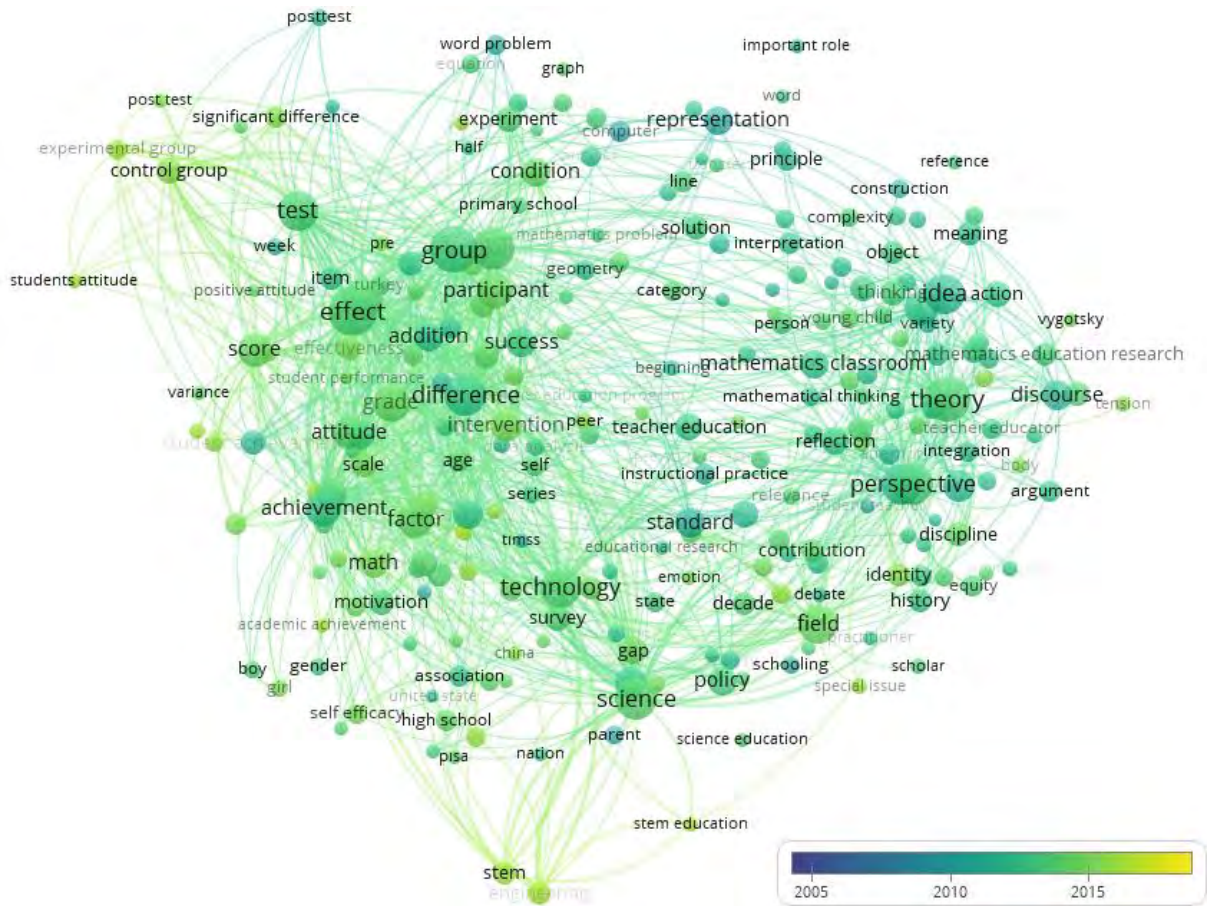 posttest
word problem
important role
equation
graph
post test
word
significant difference
experiment
representation
computer
experimental group
half
principle
control group
condition
line
reference
primary school
construction
test
complexity
solution
mathematics problem
meaning
week
pre
group
interpretation
object
geometry
students attitude
item
positive attitude
turkey
participant
category
thinking
idea
action
effect
young child
vygotsky
person
variety
addition
success
score
effectiveness
mathematics education research
beginning
mathematics classroom
student performance
variance
difference
mathematical thinking
theory
discourse
tension
grade
intervention
peer
teacher education
teacher educator
attitude
reflection
integration
scale
age
self
instructional practice
body
perspective
argument
series
relevance
achievement
factor
standard
timss
educational research
contribution
discipline
math
emotion
identity
equity
technology
motivation
state
decade
debate
history
survey
field
academic achievement
practitioner
china
gap
boy
gender
association
policy
schooling
scholar
girl
united state
science
special issue
self efficacy
high school
parent
science education
pisa
nation
stem education
stem
engineering
2005
2010
2015